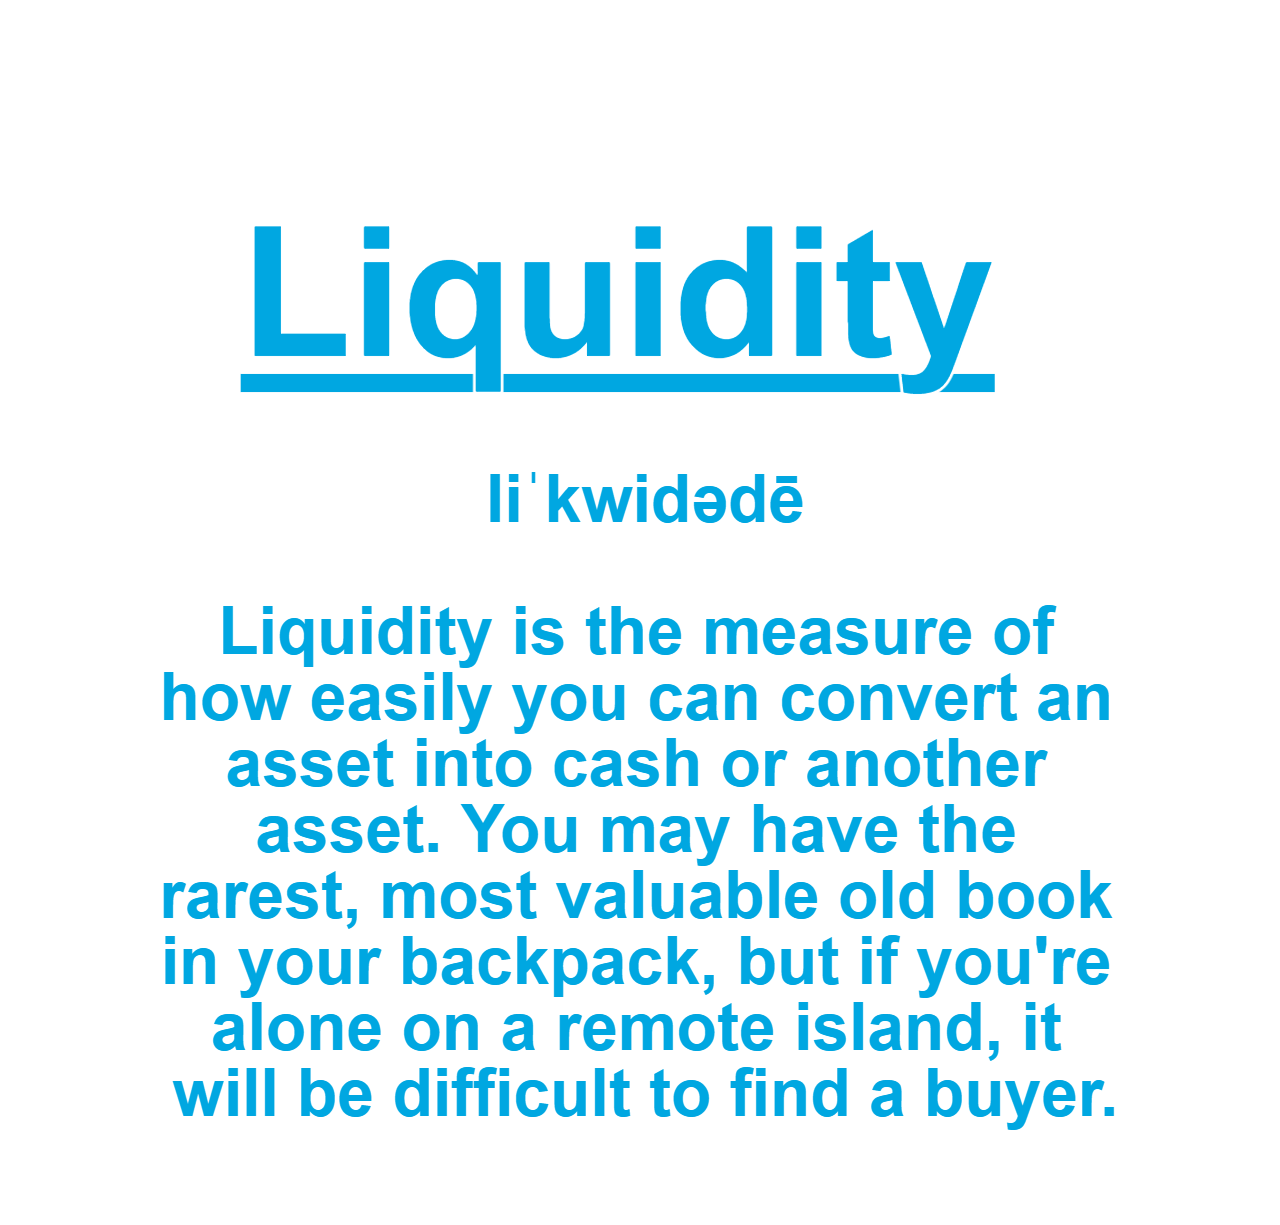 Liquidity
liˈkwidədē
Liquidity is the measure of
how easily you can convert an
asset into cash or another
asset. You may have the
rarest, most valuable old book
in your backpack, but if you're
alone on a remote island, it
will be difficult to find a buyer.